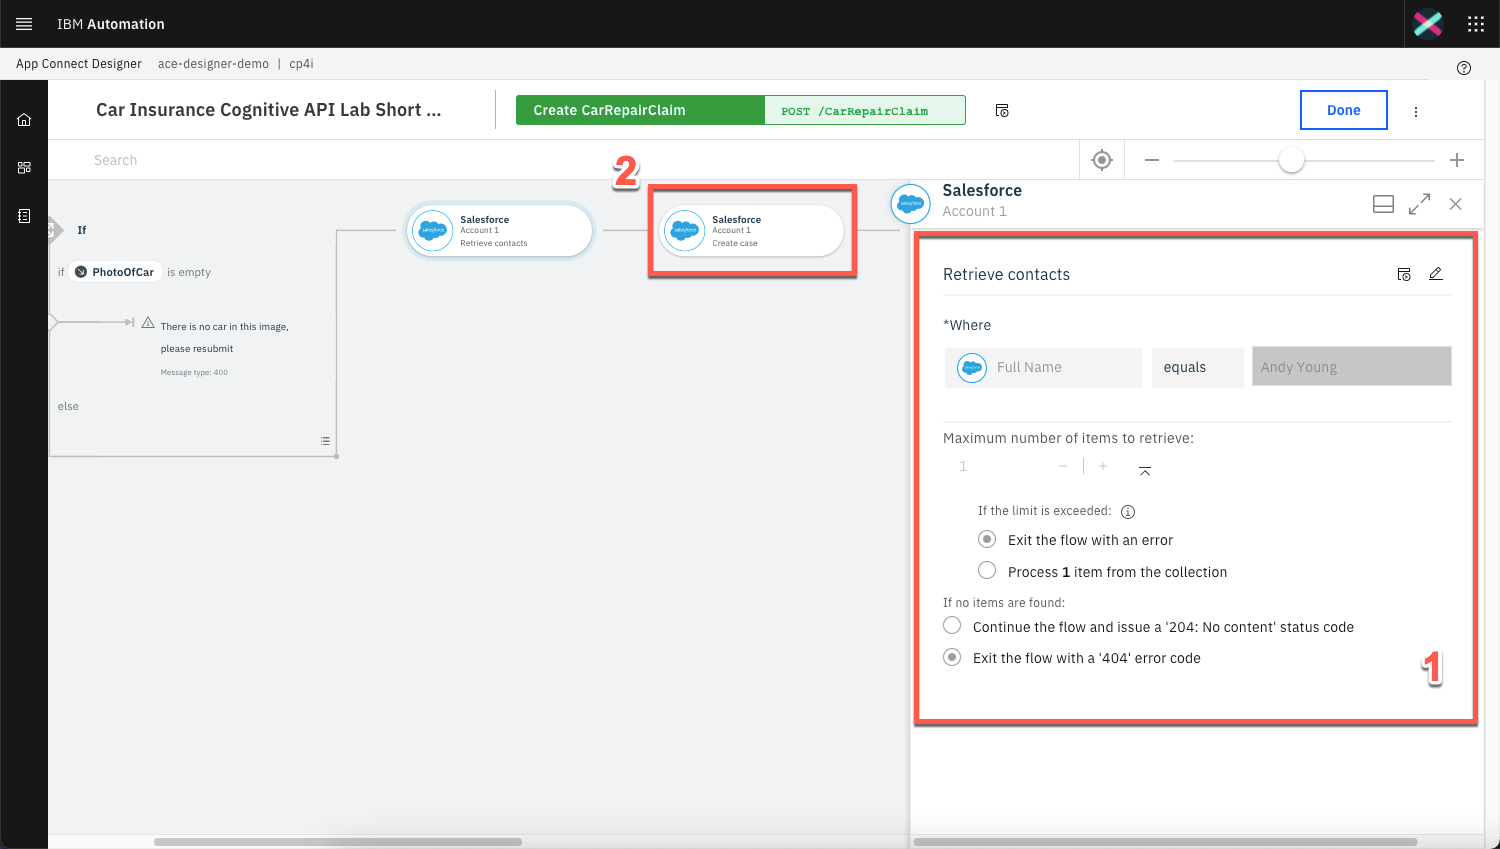 IBM Automation
App Connect Designer ace-designer-demo | cp4i
Car Insurance Cognitive API Lab Short ...
Create CarRepairClaim
POST /CarRepairClaim
Done
Search
If
if PhotoOfCar is empty
There is no car in this image,
please resubmit
Message type: 400
else
salesforce
Salesforce
Account 1
Retrieve contacts
2
salesforce
Salesforce
Account 1
Create case
salesforce
Salesforce
Account 1
Retrieve contacts
*Where
Full Name equals Andy Young
Maximum number of items to retrieve:
1 − | +
If the limit is exceeded:
Exit the flow with an error
Process 1 item from the collection
If no items are found:
Continue the flow and issue a '204: No content' status code
Exit the flow with a '404' error code
1